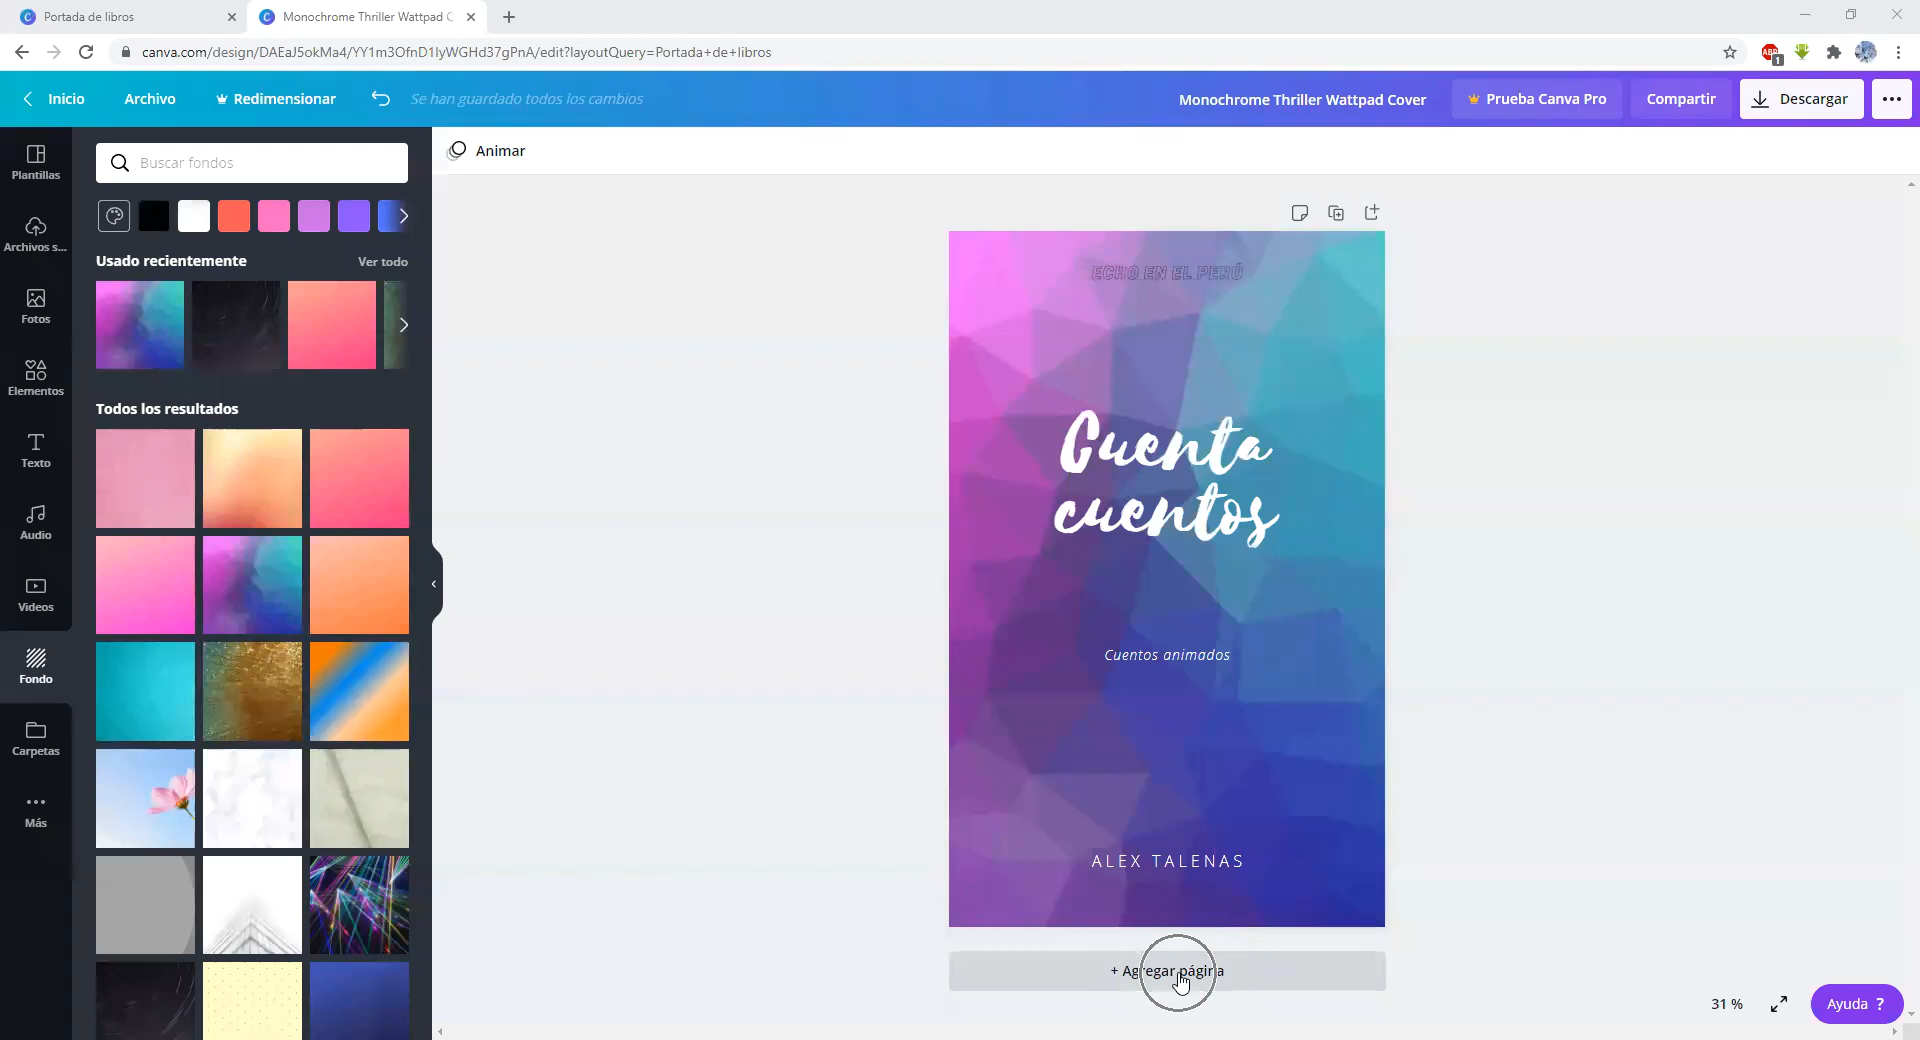 Portada de libros
Monochrome Thriller Wattpad C
canva.com/design/DAEaJ5okMa4/YY1m3OfnD1lyWGHd37gPnA/edit?layoutQuery=Portada+de+libros
ABP
1
Inicio
Archivo
Redimensionar
Se han guardado todos los cambios
Monochrome Thriller Wattpad Cover
Prueba Canva Pro
Compartir
Descargar
Plantillas
Archivos s...
Fotos
Elementos
Texto
Audio
Videos
Fondo
Carpetas
Más
Buscar fondos
Usado recientemente
Ver todo
Todos los resultados
Animar
ECHO EN EL PERÚ
Cuenta
cuentos
Cuentos animados
ALEX TALENAS
+ Agregar página
31 %
Ayuda ?